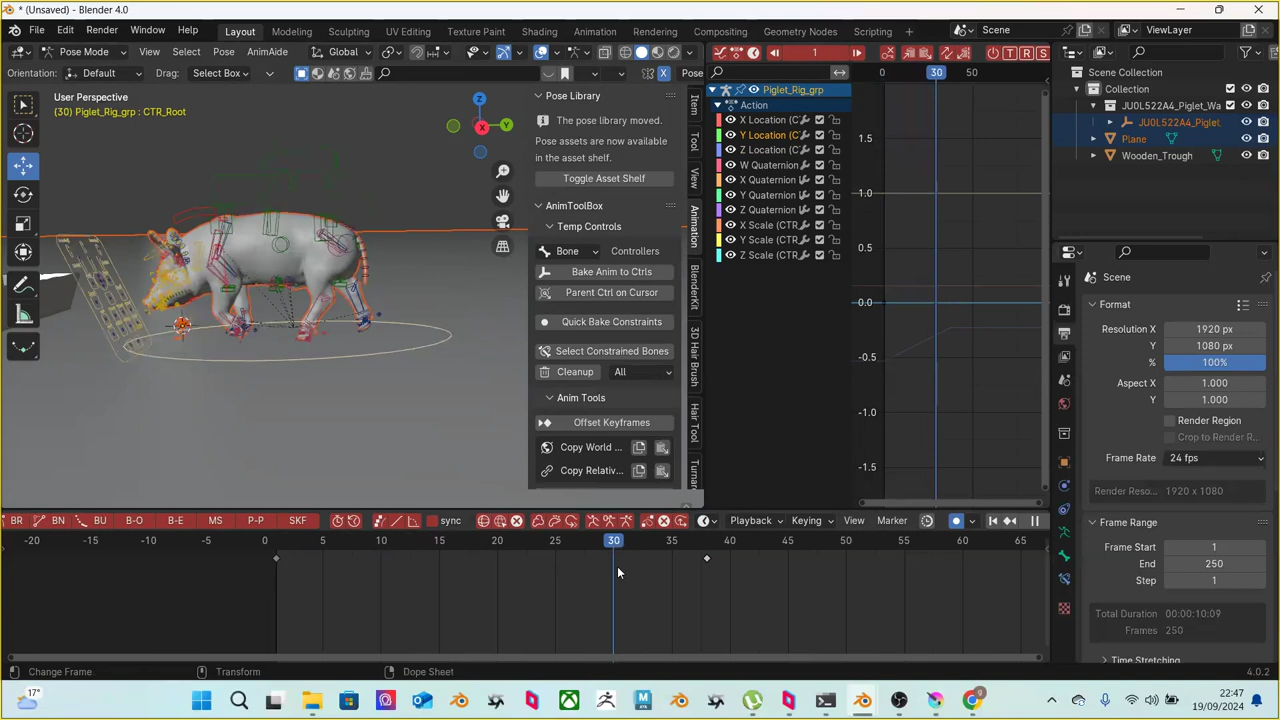 * (Unsaved) - Blender 4.0
File Edit Render Window Help Layout Modeling Sculpting UV Editing Texture Paint Shading Animation Rendering Compositing Geometry Nodes Scripting Scene ViewLayer
Pose Mode View Select Pose AnimAide Global 1
Orientation: Default Drag: Select Box X Pose 0 30 50
Scene Collection
Collection
JU0L522A4_Piglet_Wa
JU0L522A4_Piglet
Plane
Wooden_Trough
User Perspective
(30) Piglet_Rig_grp : CTR_Root
Z
Y
X
Pose Library
The pose library moved.
Pose assets are now available
in the asset shelf.
Toggle Asset Shelf
AnimToolBox
Temp Controls
Bone Controllers
Bake Anim to Ctrls
Parent Ctrl on Cursor
Quick Bake Constraints
Select Constrained Bones
Cleanup All
Anim Tools
Offset Keyframes
Copy World ...
Copy Relativ...
Item
Tool
View
Animation
BlenderKit
3D Hair Brush
Hair Tool
Turnar
Piglet_Rig_grp
Action
X Location (C
Y Location (C
Z Location (C
W Quaternion
X Quaternion
Y Quaternion
Z Quaternion
X Scale (CTR
Y Scale (CTR
Z Scale (CTR
1.5
1.0
0.5
0.0
-0.5
-1.0
-1.5
Scene
Format
Resolution X 1920 px
Y 1080 px
% 100%
Aspect X 1.000
Y 1.000
Render Region
Crop to Render R...
Frame Rate 24 fps
Render Reso... 1920 x 1080
Frame Range
Frame Start 1
End 250
Step 1
Total Duration 00:00:10:09
Frames 250
Time Stretching
BR BN BU B-O B-E MS P-P SKF sync Playback Keying View Marker
-20 -15 -10 -5 0 5 10 15 20 25 30 35 40 45 50 55 60 65
Change Frame Transform Dope Sheet 4.0.2
17° 22:47
19/09/2024